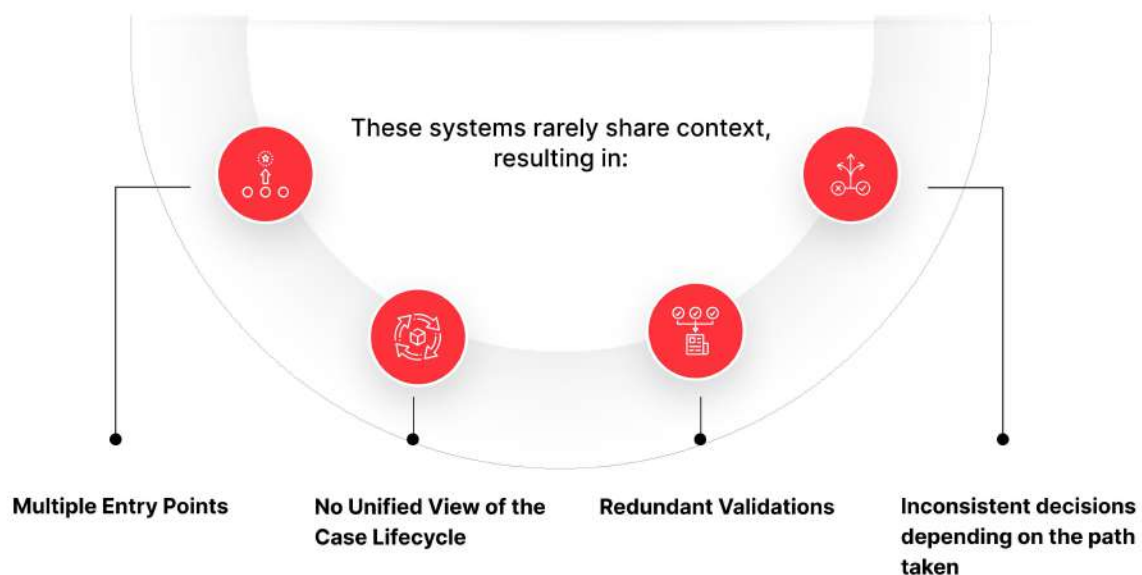 These systems rarely share context,
resulting in:
Multiple Entry Points
No Unified View of the
Case Lifecycle
Redundant Validations
Inconsistent decisions
depending on the path
taken